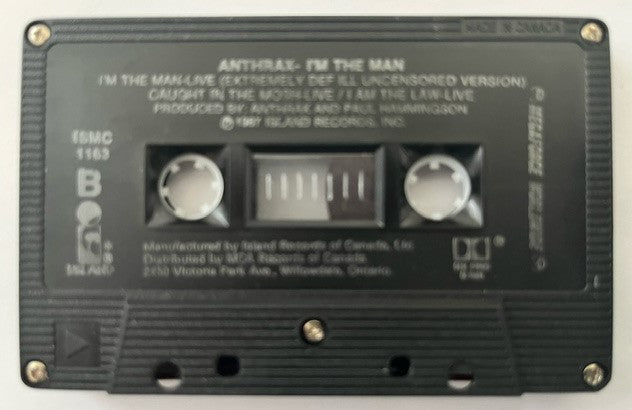 MADE IN CANADA
ANTHRAX- I'M THE MAN
I'M THE MAN-LIVE (EXTREMELY DEF ILL UNCENSORED VERSION)
CAUGHT IN THE MOSH-LIVE / I AM THE LAW-LIVE
PRODUCED BY: ANTHRAX AND PAUL HAMMINGSON
℗ 1987 ISLAND RECORDS, INC.
ISMC
1163
B
ISLAND
Manufactured by Island Records of Canada, Ltd.
Distributed by MCA Records of Canada.
2450 Victoria Park Ave., Willowdale, Ontario.